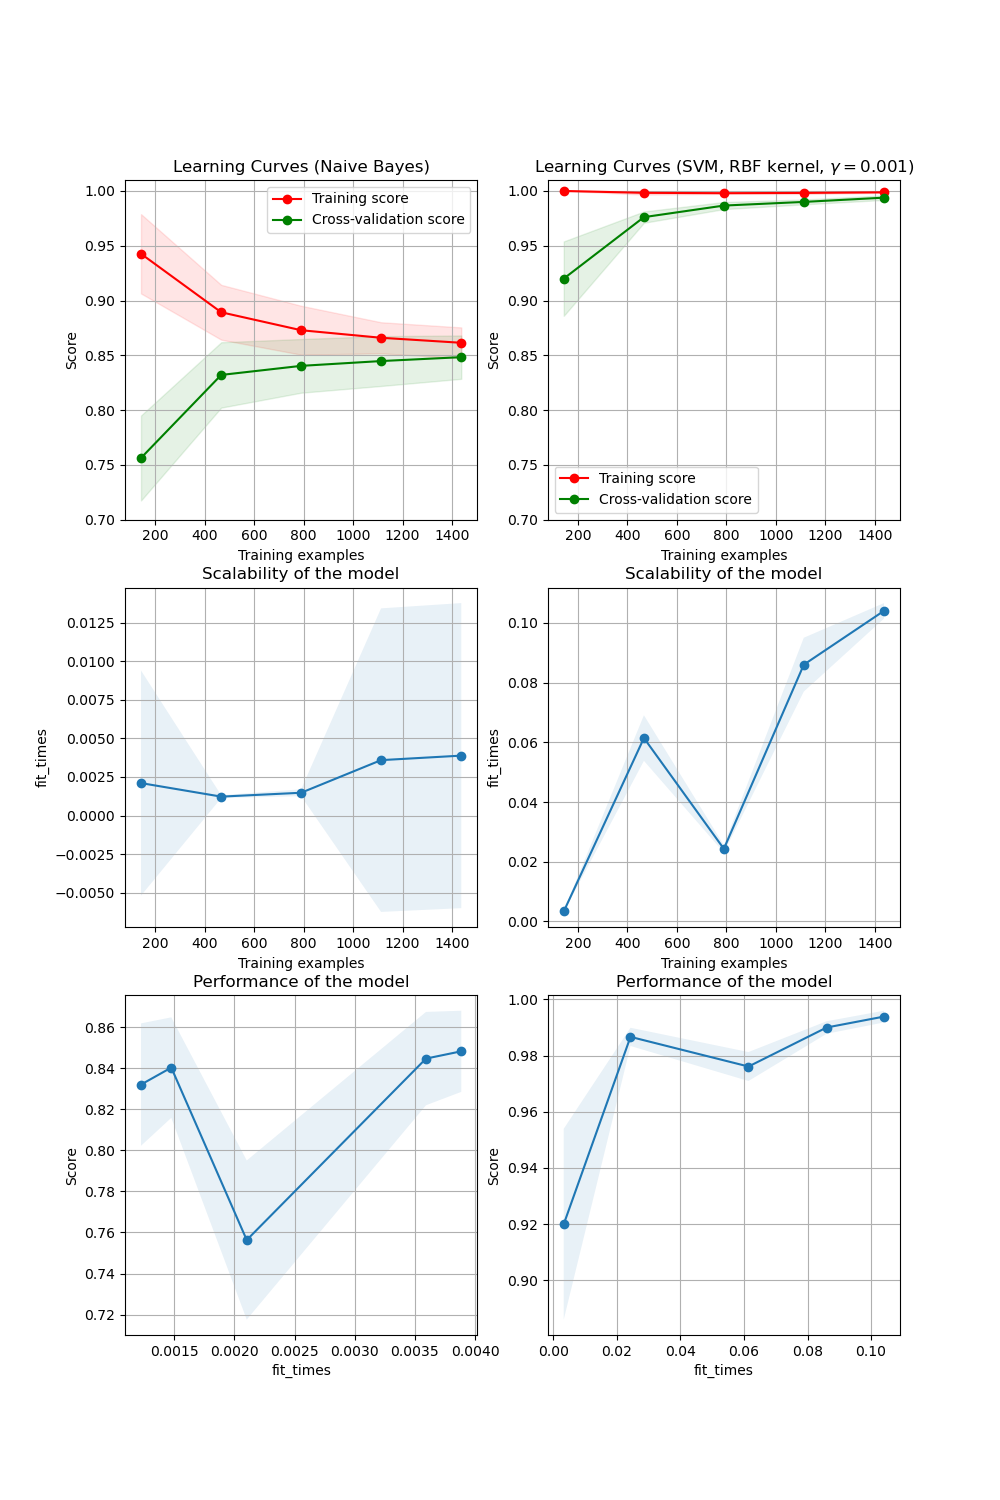 Learning Curves (Naive Bayes)
1.00
0.95
0.90
0.85
0.80
0.75
0.70
Score
Training score
Cross-validation score
200 400 600 800 1000 1200 1400
Training examples
Learning Curves (SVM, RBF kernel, γ = 0.001)
1.00
0.95
0.90
0.85
0.80
0.75
0.70
Score
Training score
Cross-validation score
200 400 600 800 1000 1200 1400
Training examples
Scalability of the model
0.0125
0.0100
0.0075
0.0050
0.0025
0.0000
−0.0025
−0.0050
fit_times
200 400 600 800 1000 1200 1400
Training examples
Scalability of the model
0.10
0.08
0.06
0.04
0.02
0.00
fit_times
200 400 600 800 1000 1200 1400
Training examples
Performance of the model
0.86
0.84
0.82
0.80
0.78
0.76
0.74
0.72
Score
0.0015 0.0020 0.0025 0.0030 0.0035 0.0040
fit_times
Performance of the model
1.00
0.98
0.96
0.94
0.92
0.90
Score
0.00 0.02 0.04 0.06 0.08 0.10
fit_times